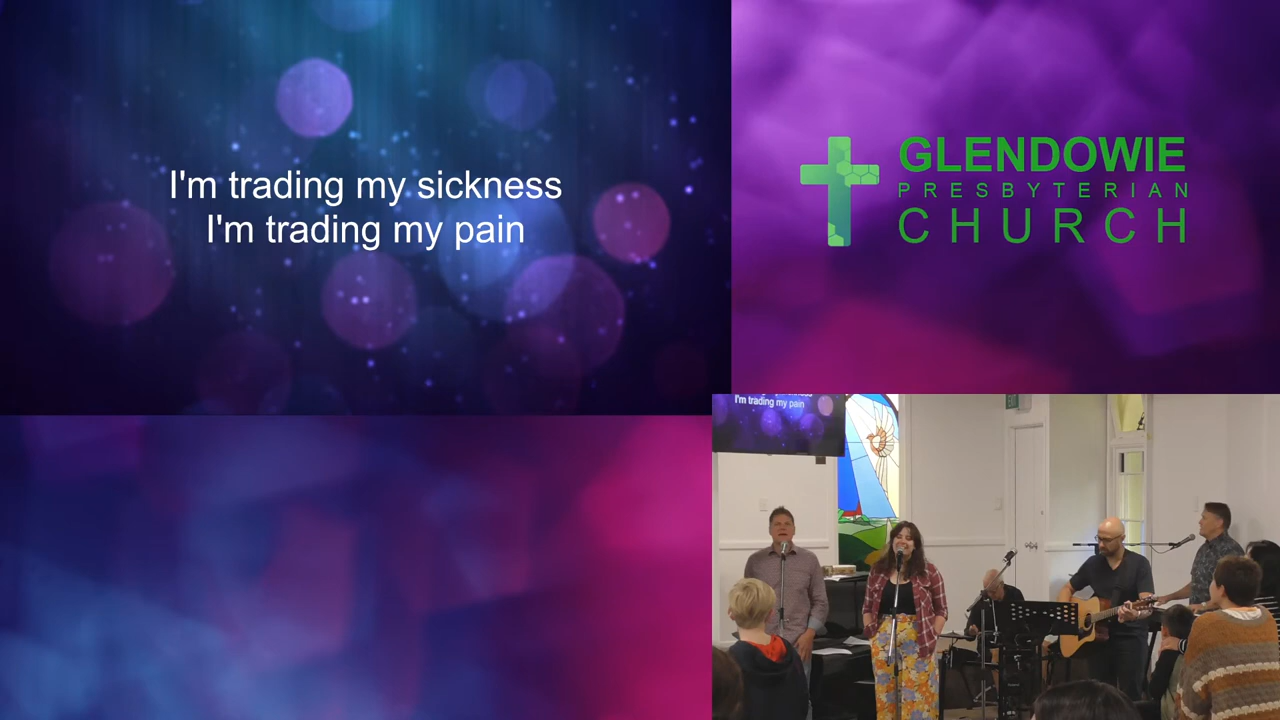 I'm trading my sickness
I'm trading my pain
GLENDOWIE
PRESBYTERIAN
CHURCH
I'm trading my pain